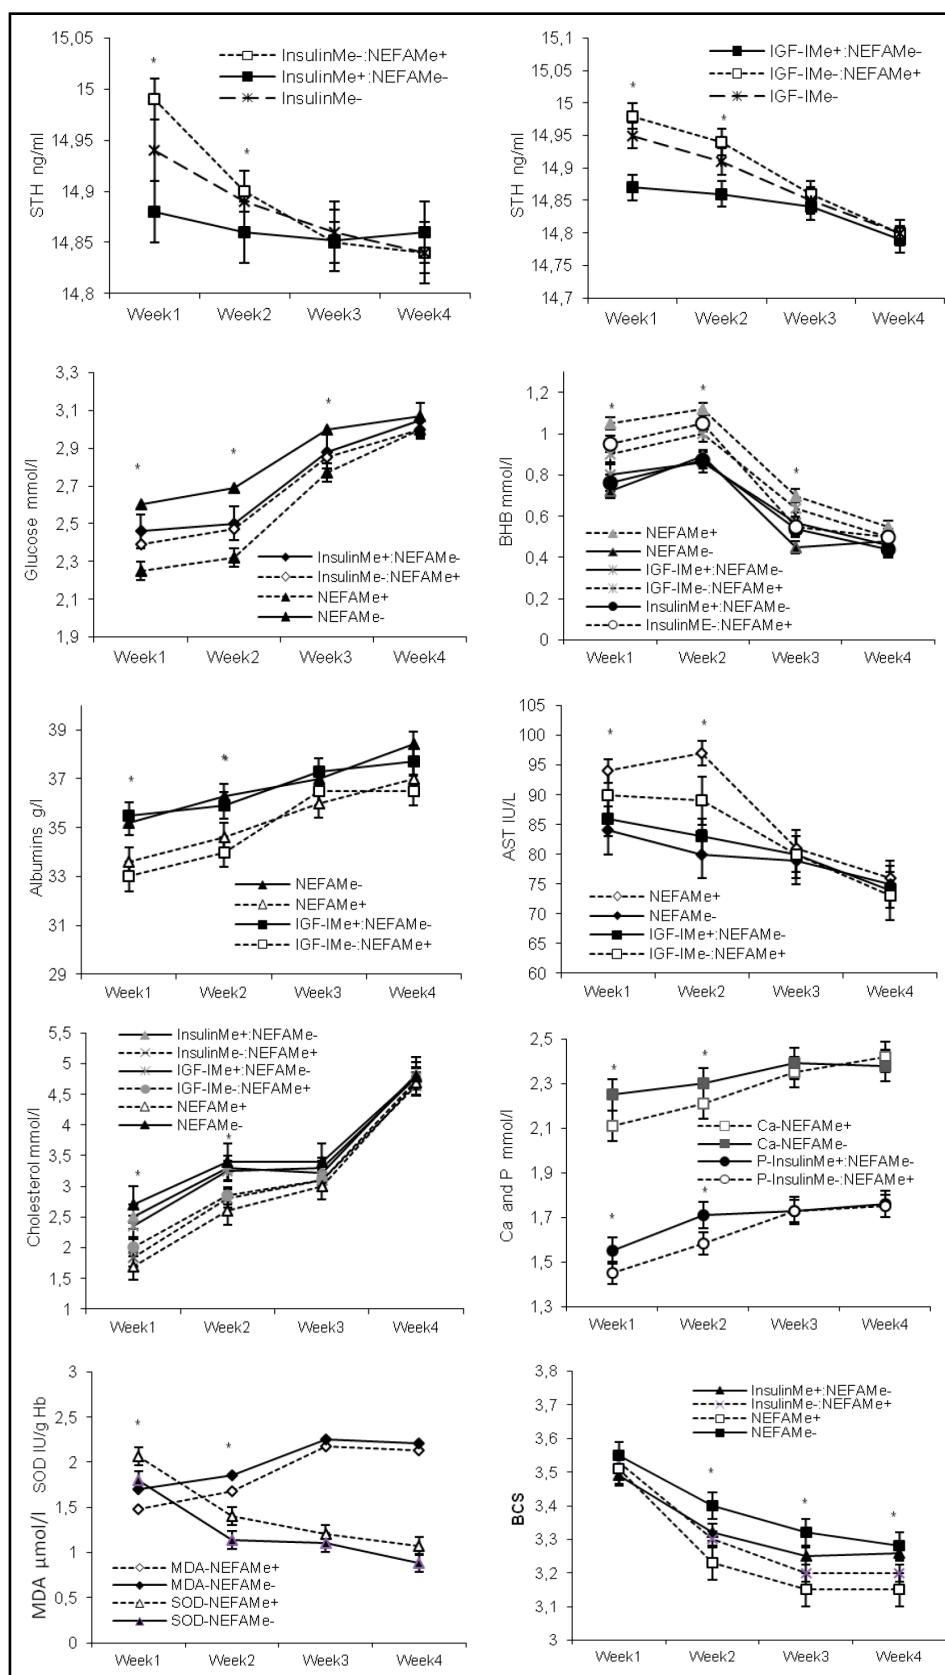 15,05
15
14,95
14,9
14,85
14,8
STH ng/ml
InsulinMe-:NEFAMe+
InsulinMe+:NEFAMe-
InsulinMe-
*
*
Week1 Week2 Week3 Week4
15,1
15,05
15
14,95
14,9
14,85
14,8
14,75
14,7
STH ng/ml
IGF-IMe+:NEFAMe-
IGF-IMe-:NEFAMe+
IGF-IMe-
*
*
Week1 Week2 Week3 Week4
3,3
3,1
2,9
2,7
2,5
2,3
2,1
1,9
Glucose mmol/l
*
*
*
InsulinMe+:NEFAMe-
InsulinMe-:NEFAMe+
NEFAMe+
NEFAMe-
Week1 Week2 Week3 Week4
1,2
1
0,8
0,6
0,4
0,2
0
BHB mmol/l
*
*
*
NEFAMe+
NEFAMe-
IGF-IMe+:NEFAMe-
IGF-IMe-:NEFAMe+
InsulinMe+:NEFAMe-
InsulinME-:NEFAMe+
Week1 Week2 Week3 Week4
39
37
35
33
31
29
Albumins g/l
*
**
NEFAMe-
NEFAMe+
IGF-IMe+:NEFAMe-
IGF-IMe-:NEFAMe+
Week1 Week2 Week3 Week4
105
100
95
90
85
80
75
70
65
60
AST IU/L
*
*
NEFAMe+
NEFAMe-
IGF-IMe+:NEFAMe-
IGF-IMe-:NEFAMe+
Week1 Week2 Week3 Week4
5,5
5
4,5
4
3,5
3
2,5
2
1,5
1
Cholesterol mmol/l
InsulinMe+:NEFAMe-
InsulinMe-:NEFAMe+
IGF-IMe+:NEFAMe-
IGF-IMe-:NEFAMe+
NEFAMe+
NEFAMe-
*
*
Week1 Week2 Week3 Week4
2,5
2,3
2,1
1,9
1,7
1,5
1,3
Ca and P mmol/l
*
*
Ca-NEFAMe+
Ca-NEFAMe-
P-InsulinMe+:NEFAMe-
P-InsulinMe-:NEFAMe+
*
*
Week1 Week2 Week3 Week4
3
2,5
2
1,5
1
0,5
0
MDA µmol/l SOD IU/g Hb
*
*
MDA-NEFAMe+
MDA-NEFAMe-
SOD-NEFAMe+
SOD-NEFAMe-
Week1 Week2 Week3 Week4
3,8
3,7
3,6
3,5
3,4
3,3
3,2
3,1
3
BCS
InsulinMe+:NEFAMe-
InsulinMe-:NEFAMe+
NEFAMe+
NEFAMe-
*
*
*
Week1 Week2 Week3 Week4